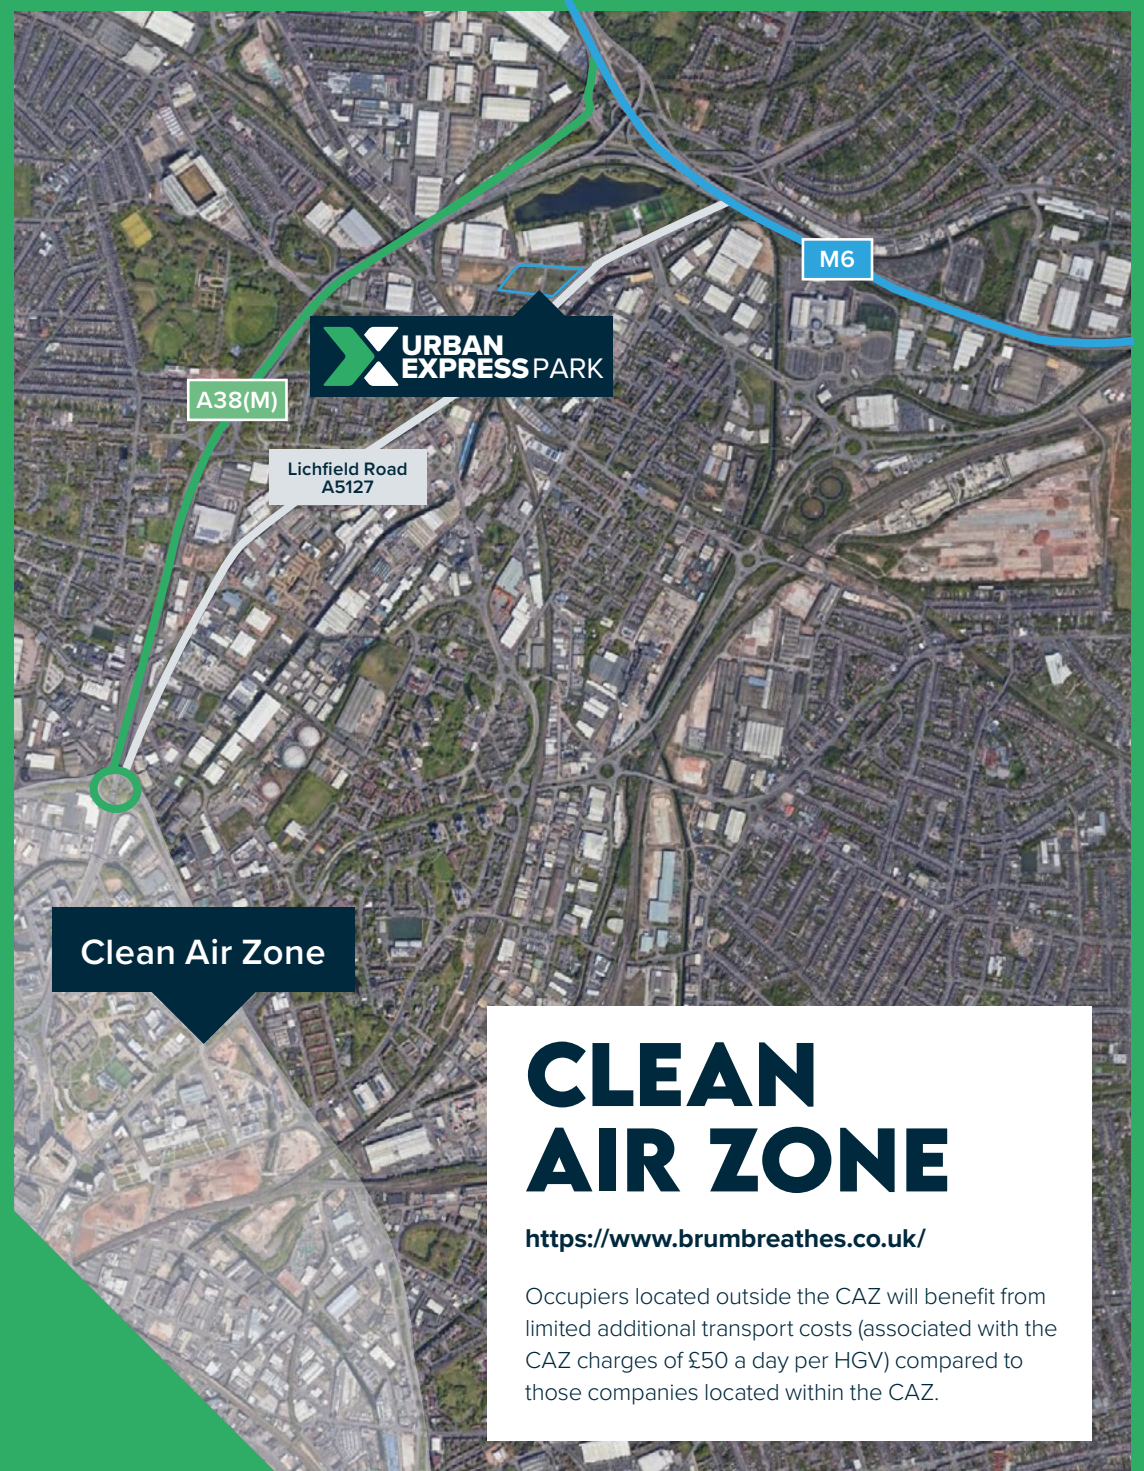 M6
URBAN
EXPRESS PARK
A38(M)
Lichfield Road
A5127
Clean Air Zone
CLEAN
AIR ZONE
https://www.brumbreathes.co.uk/
Occupiers located outside the CAZ will benefit from
limited additional transport costs (associated with the
CAZ charges of £50 a day per HGV) compared to
those companies located within the CAZ.